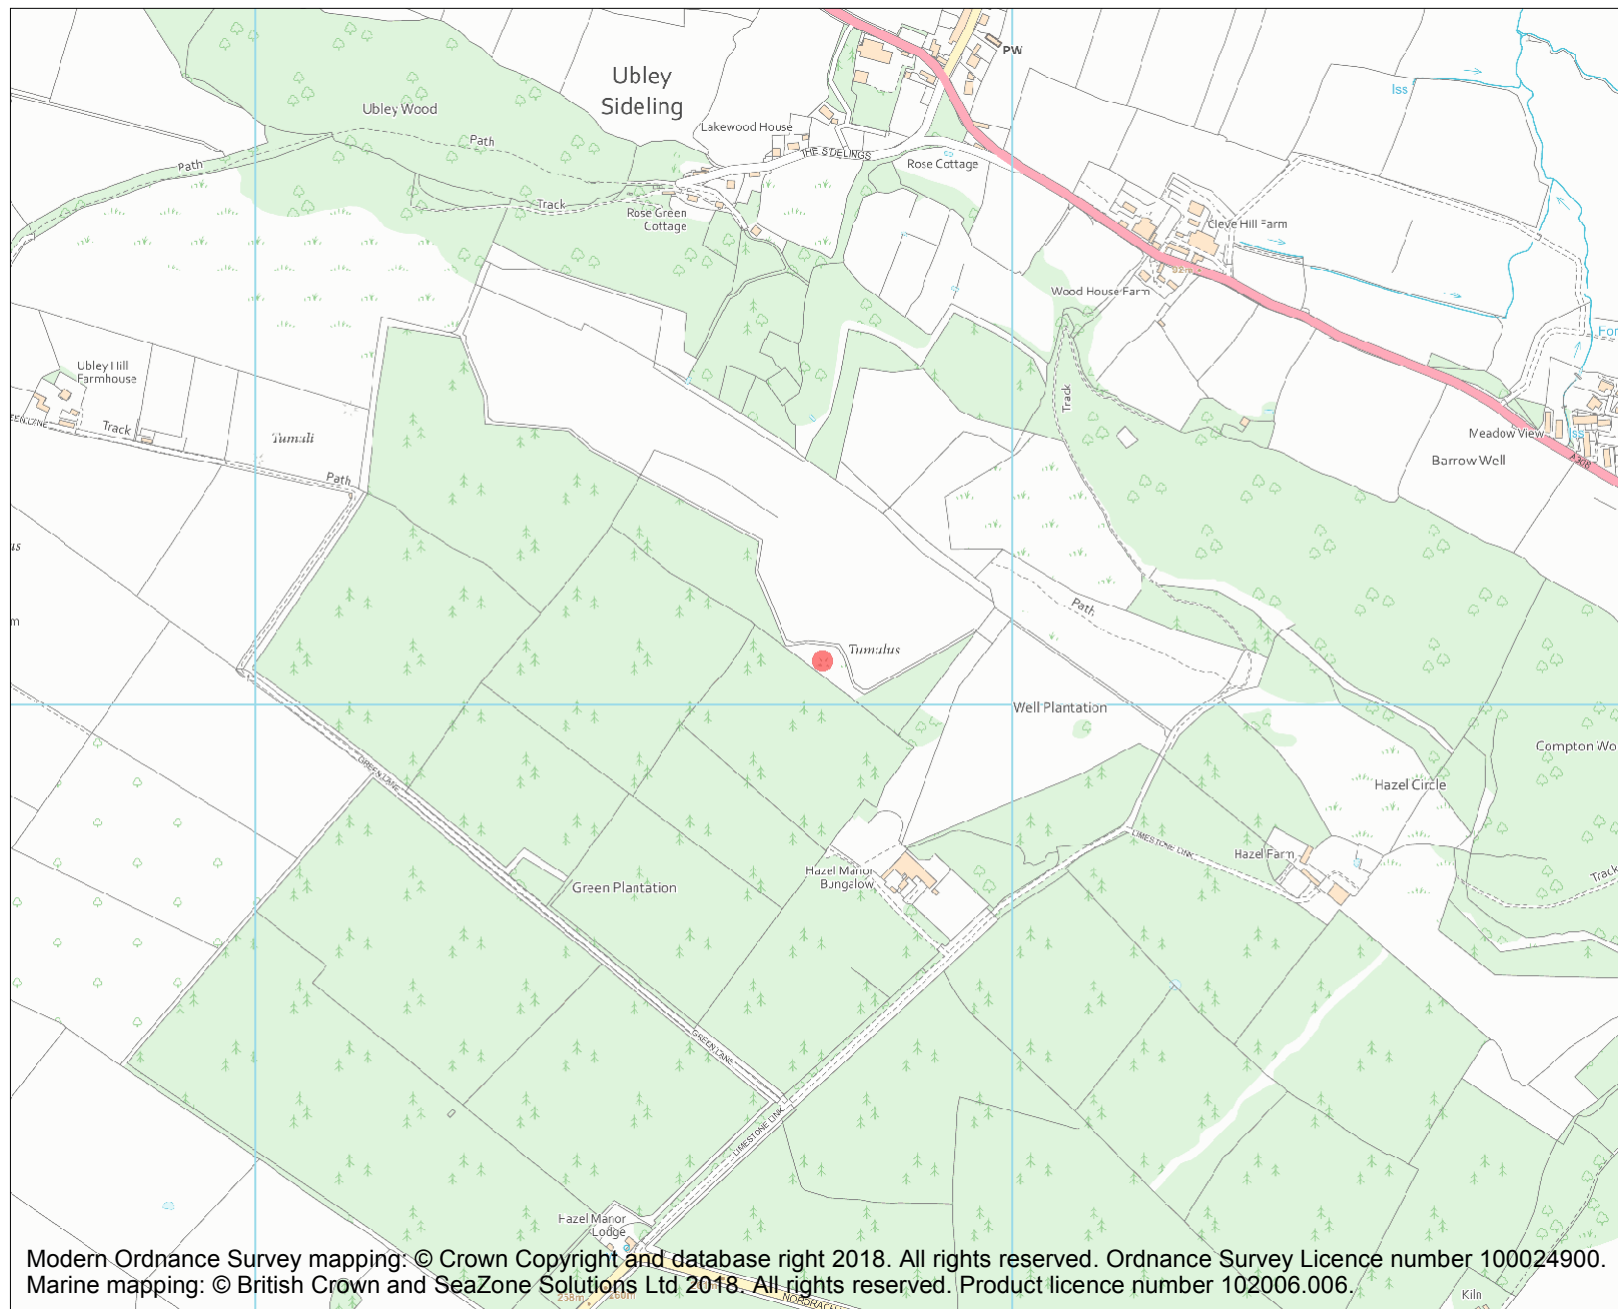 PW
Ubley
Sideling
Iss
Ubley Wood
Lakewood House
Path
Path
THE SIDELINGS
Rose Cottage
Track
Rose Green
Cottage
Cleve Hill Farm
92m
Wood House Farm
Ubley Hill
Farmhouse
Track
Track
Tumuli
Path
Meadow View
Iss
Barrow Well
Path
Tumulus
Well Plantation
Compton Wo
GREEN LANE
Hazel Circle
LIMESTONE LINK
Hazel Farm
Hazel Manor
Bungalow
Green Plantation
Track
GREEN LANE
LIMESTONE LINK
Hazel Manor
Lodge
Modern Ordnance Survey mapping: © Crown Copyright and database right 2018. All rights reserved. Ordnance Survey Licence number 100024900.
Marine mapping: © British Crown and SeaZone Solutions Ltd 2018. All rights reserved. Product licence number 102006.006.
258m
260m
Kiln